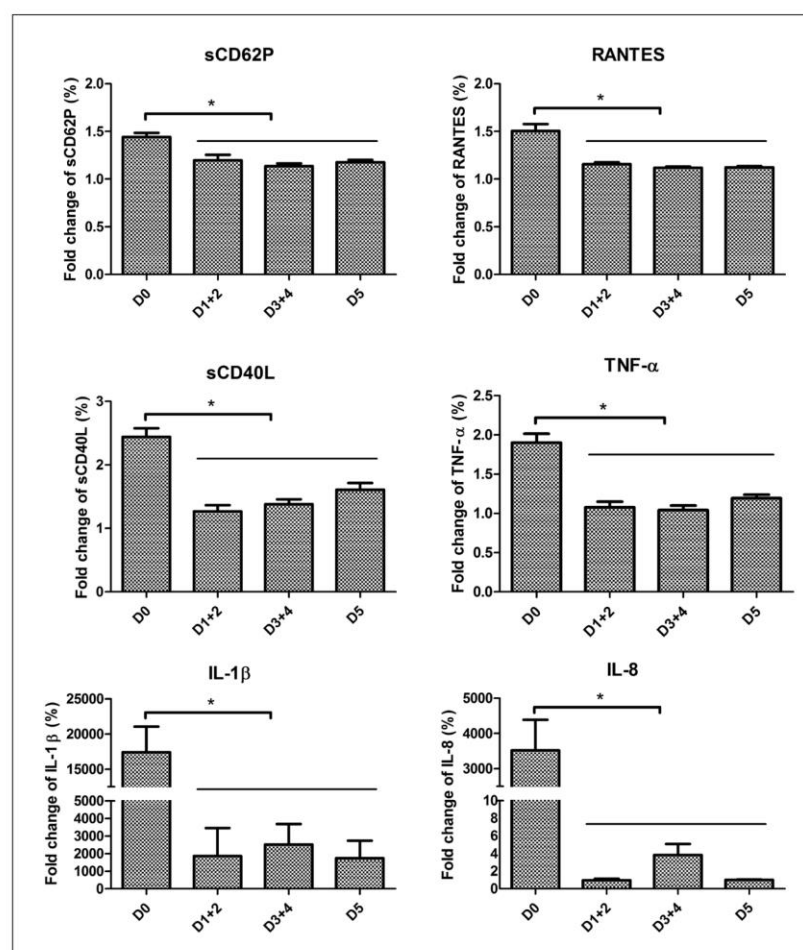 sCD62P
Fold change of sCD62P (%)
2.0
1.5
1.0
0.5
0.0
*
D0
D1+2
D3+4
D5
RANTES
Fold change of RANTES (%)
2.0
1.5
1.0
0.5
0.0
*
D0
D1+2
D3+4
D5
sCD40L
Fold change of sCD40L (%)
3
2
1
0
*
D0
D1+2
D3+4
D5
TNF-α
Fold change of TNF-α (%)
2.5
2.0
1.5
1.0
0.5
0.0
*
D0
D1+2
D3+4
D5
IL-1β
Fold change of IL-1β (%)
25000
20000
15000
5000
4000
3000
2000
1000
0
*
D0
D1+2
D3+4
D5
IL-8
Fold change of IL-8 (%)
5000
4000
3000
10
8
6
4
2
0
*
D0
D1+2
D3+4
D5